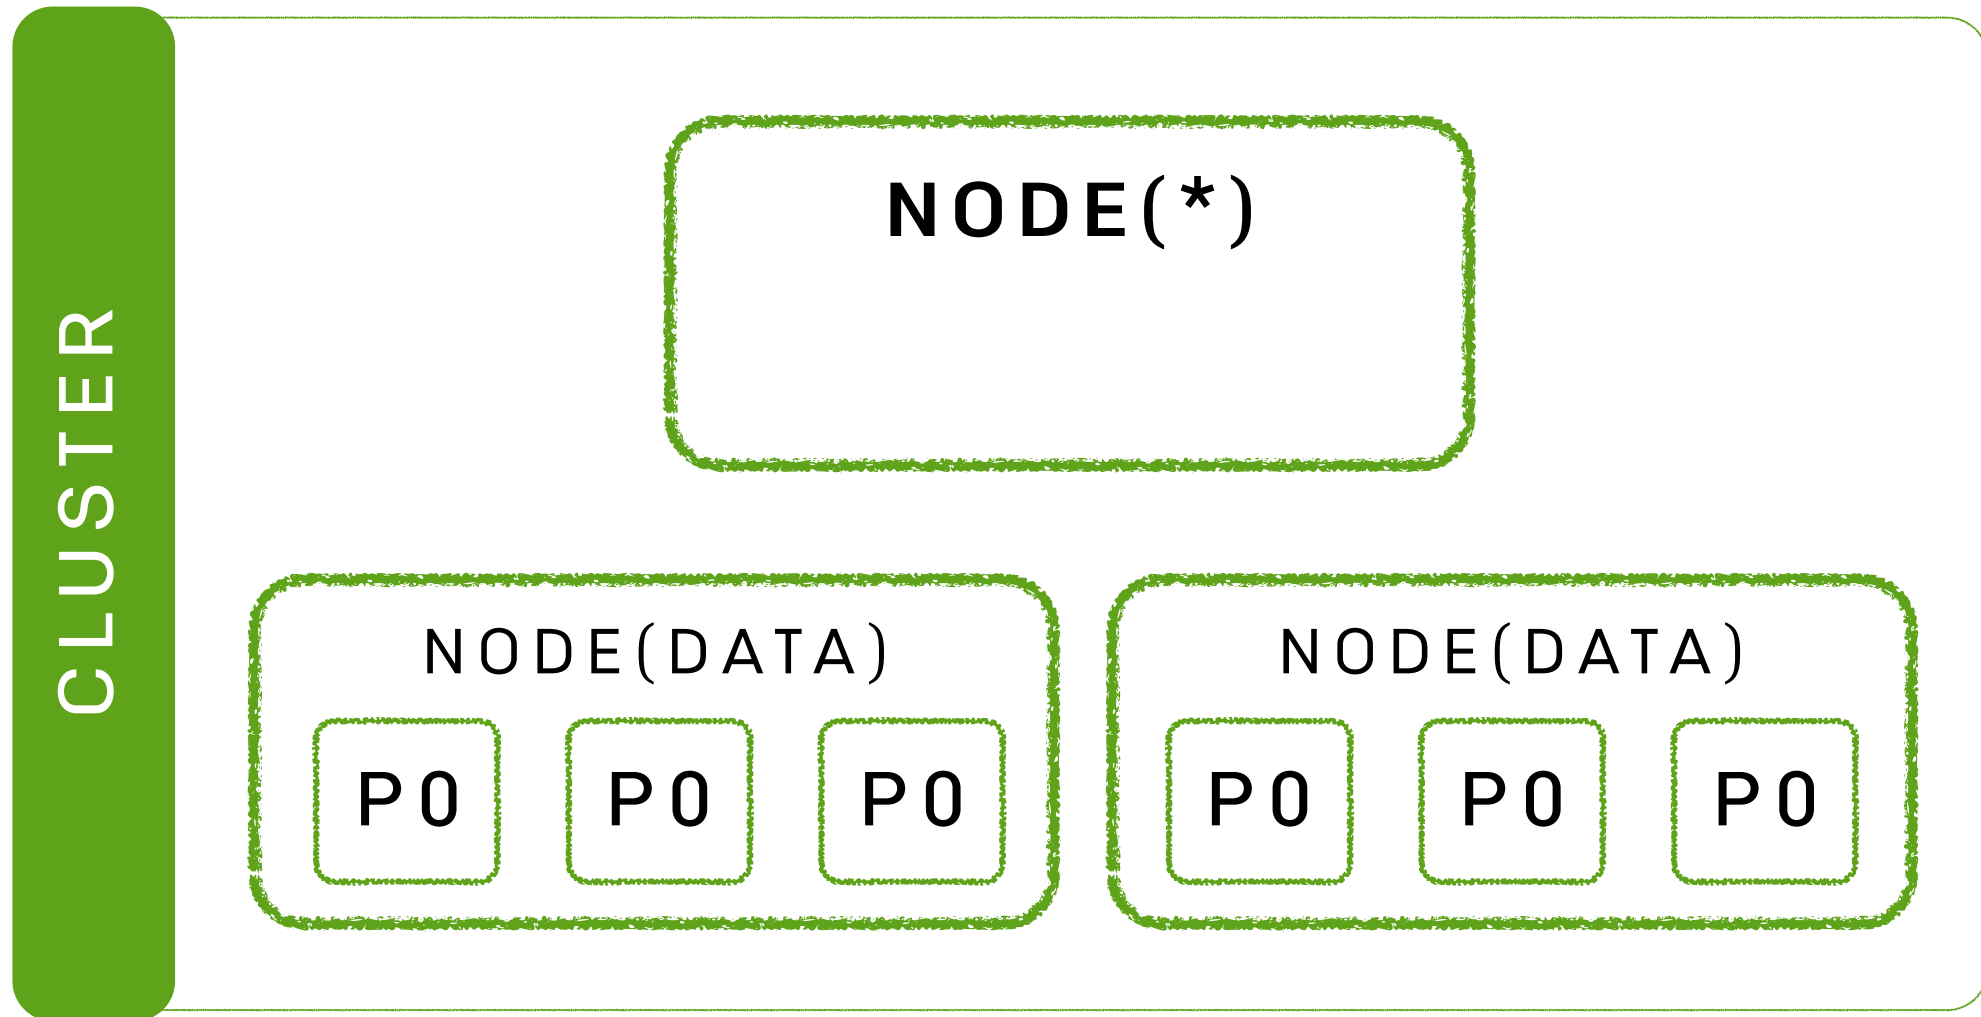 CLUSTER
NODE(*)
NODE(DATA)
P0 P0 P0
NODE(DATA)
P0 P0 P0